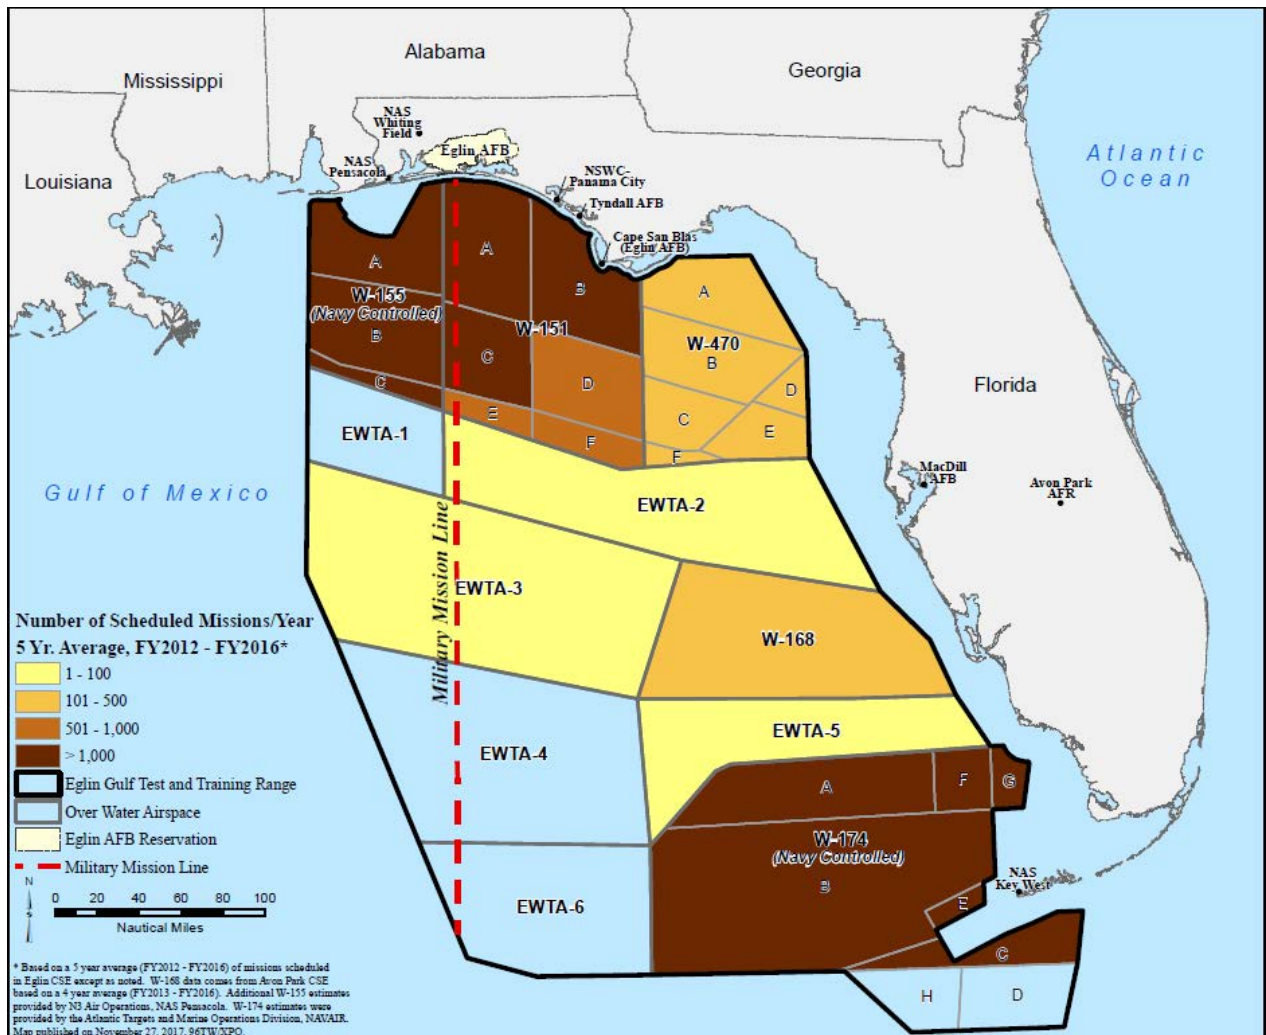 Alabama
Georgia
Mississippi
NAS
Whiting
Field
Eglin AFB
Atlantic
Ocean
NAS
Pensacola
NSWC-
Panama City
Louisiana
Tyndall AFB
Cape San Blas
(Eglin AFB)
A
A
B
A
W-155
(Navy Controlled)
B
C
W-151
C
D
E
F
W-470
B
C
D
E
F
Florida
EWTA-1
MacDill
AFB
Avon Park
AFR
Gulf of Mexico
EWTA-2
Military Mission Line
EWTA-3
W-168
EWTA-5
EWTA-4
A
F
G
W-174
(Navy Controlled)
B
NAS
Key West
E
EWTA-6
C
H
D
Number of Scheduled Missions/Year
5 Yr. Average, FY2012 - FY2016*
1 - 100
101 - 500
501 - 1,000
> 1,000
Eglin Gulf Test and Training Range
Over Water Airspace
Eglin AFB Reservation
Military Mission Line
N
S
0 20 40 60 80 100
Nautical Miles
* Based on a 5 year average (FY2012 - FY2016) of missions scheduled
in Eglin CSE except as noted. W-168 data comes from Avon Park CSE
based on a 4 year average (FY2013 - FY2016). Additional W-155 estimates
provided by N3 Air Operations, NAS Pensacola. W-174 estimates were
provided by the Atlantic Targets and Marine Operations Division, NAVAIR.
Map published on November 27, 2017. 96TW/XPO.